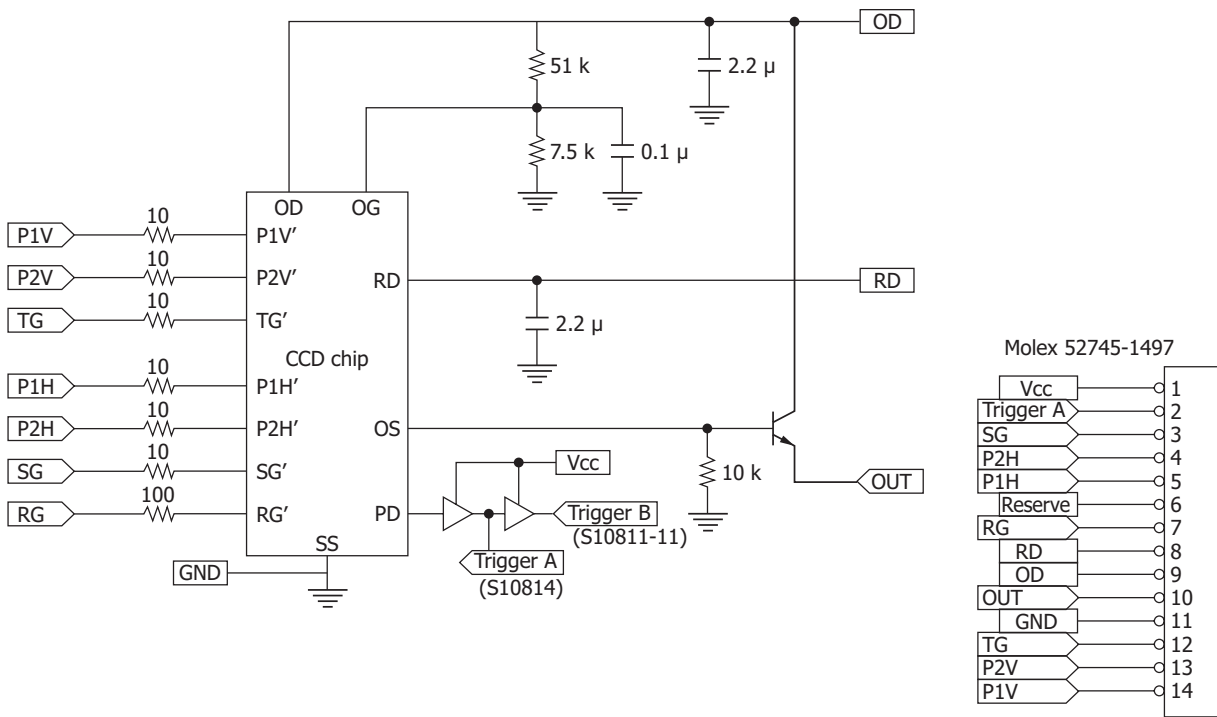 OD
51 k
2.2 µ
7.5 k
0.1 µ
OD OG
P1V 10 P1V′
P2V 10 P2V′
RD RD
TG 10 TG′
2.2 µ
CCD chip
P1H 10 P1H′
P2H 10 P2H′
OS
SG 10 SG′
Vcc
10 k
OUT
RG 100 RG′
PD
Trigger B
(S10811-11)
SS
Trigger A
(S10814)
GND
Molex 52745-1497
Vcc 1
Trigger A 2
SG 3
P2H 4
P1H 5
Reserve 6
RG 7
RD 8
OD 9
OUT 10
GND 11
TG 12
P2V 13
P1V 14